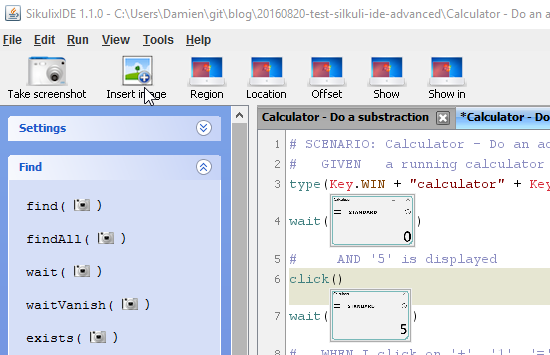 SikulixIDE 1.1.0 - C:\Users\Damien\git\blog\20160820-test-silkuli-ide-advanced\Calculator - Do an a
File Edit Run View Tools Help
Take screenshot Insert image Region Location Offset Show Show in
Settings
Find
find( )
findAll( )
wait( )
waitVanish( )
exists( )
Calculator - Do a substraction *Calculator - Do
1 # SCENARIO: Calculator - Do an ad
2 # GIVEN a running calculator
3 type(Key.WIN + "calculator" + Key
STANDARD
4 wait( )
0
5 # AND '5' is displayed
6 click()
STANDARD
7 wait( )
5
8 # WHEN I click on '+', '1', '='